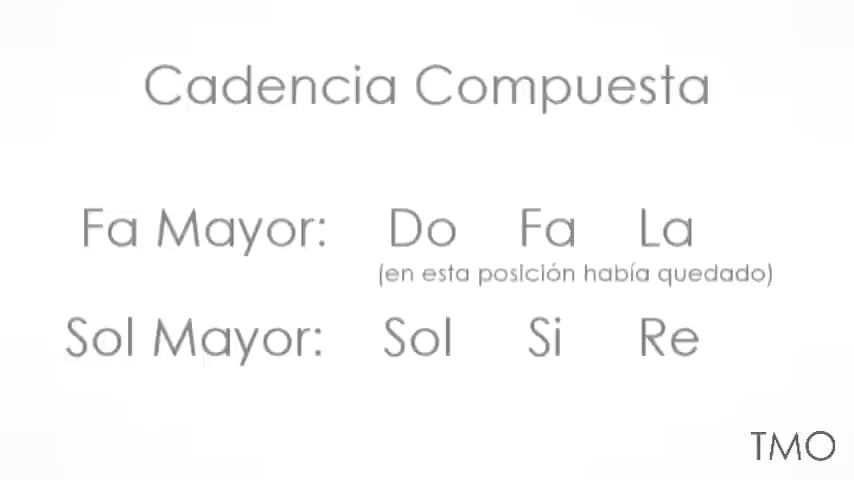 Cadencia Compuesta
Fa Mayor: Do Fa La
(en esta posición había quedado)
Sol Mayor: Sol Si Re
TMO